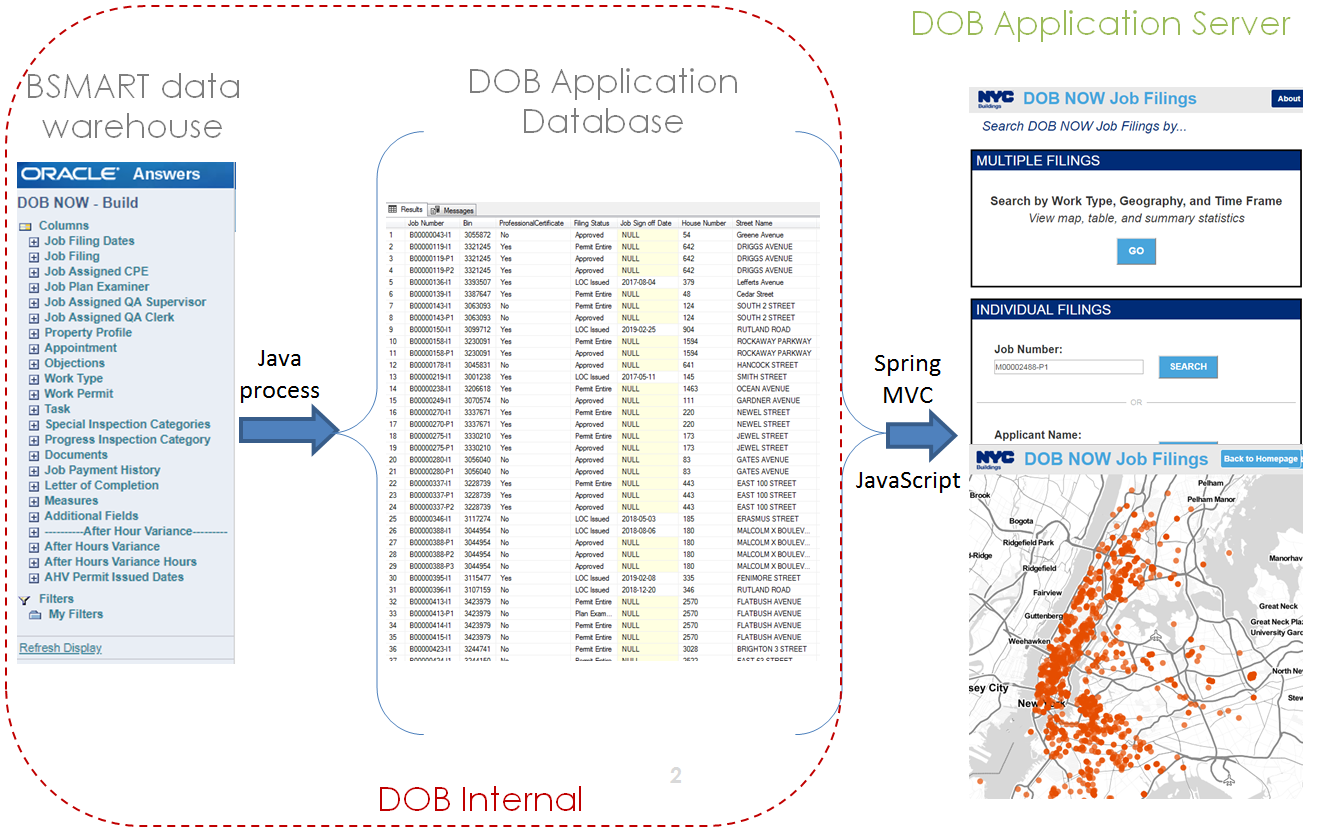 DOB Application Server
BSMART data
warehouse
DOB Application
Database
ORACLE® Answers
DOB NOW - Build
Columns
Job Filing Dates
Job Filing
Job Assigned CPE
Job Plan Examiner
Job Assigned QA Supervisor
Job Assigned QA Clerk
Property Profile
Appointment
Objections
Work Type
Work Permit
Task
Special Inspection Categories
Progress Inspection Category
Documents
Job Payment History
Letter of Completion
Measures
Additional Fields
----------After Hour Variance---------
After Hours Variance
After Hours Variance Hours
AHV Permit Issued Dates
Filters
My Filters
Refresh Display
Java
process
Results Messages
Job Number Bin ProfessionalCertificate Filing Status Job Sign off Date House Number Street Name
1 B00000043-I1 3055872 No Approved NULL 54 Greene Avenue
2 B00000119-I1 3321245 Yes Permit Entire NULL 642 DRIGGS AVENUE
3 B00000119-P1 3321245 Yes Approved NULL 642 DRIGGS AVENUE
4 B00000119-P2 3321245 Yes Approved NULL 642 DRIGGS AVENUE
5 B00000136-I1 3393507 Yes LOC Issued 2017-08-04 379 Lefferts Avenue
6 B00000139-I1 3387647 Yes Permit Entire NULL 48 Cedar Street
7 B00000143-I1 3063093 No Permit Entire NULL 124 SOUTH 2 STREET
8 B00000143-P1 3063093 No Approved NULL 124 SOUTH 2 STREET
9 B00000150-I1 3099712 Yes LOC Issued 2019-02-25 904 RUTLAND ROAD
10 B00000158-I1 3230091 Yes Permit Entire NULL 1594 ROCKAWAY PARKWAY
11 B00000158-P1 3230091 Yes Approved NULL 1594 ROCKAWAY PARKWAY
12 B00000178-I1 3045831 No Approved NULL 641 HANCOCK STREET
13 B00000219-I1 3001238 Yes LOC Issued 2017-05-11 145 SMITH STREET
14 B00000238-I1 3206618 Yes Permit Entire NULL 1463 OCEAN AVENUE
15 B00000249-I1 3070574 No Approved NULL 111 GARDNER AVENUE
16 B00000270-I1 3337671 Yes Permit Entire NULL 220 NEWEL STREET
17 B00000270-P1 3337671 Yes Approved NULL 220 NEWEL STREET
18 B00000275-I1 3330210 Yes Permit Entire NULL 173 JEWEL STREET
19 B00000275-P1 3330210 Yes Approved NULL 173 JEWEL STREET
20 B00000280-I1 3056040 No Permit Entire NULL 83 GATES AVENUE
21 B00000280-P1 3056040 No Approved NULL 83 GATES AVENUE
22 B00000337-I1 3228739 Yes Permit Entire NULL 443 EAST 100 STREET
23 B00000337-P1 3228739 Yes Approved NULL 443 EAST 100 STREET
24 B00000337-P2 3228739 Yes Approved NULL 443 EAST 100 STREET
25 B00000346-I1 3117274 No LOC Issued 2018-05-03 185 ERASMUS STREET
26 B00000388-I1 3044954 No LOC Issued 2018-08-06 180 MALCOLM X BOULEV...
27 B00000388-P1 3044954 No Approved NULL 180 MALCOLM X BOULEV...
28 B00000388-P2 3044954 No Approved NULL 180 MALCOLM X BOULEV...
29 B00000388-P3 3044954 No Approved NULL 180 MALCOLM X BOULEV...
30 B00000395-I1 3115477 Yes LOC Issued 2019-02-08 335 FENIMORE STREET
31 B00000396-I1 3107159 No LOC Issued 2018-12-20 346 RUTLAND ROAD
32 B00000413-I1 3423979 No Permit Entire NULL 2570 FLATBUSH AVENUE
33 B00000413-P1 3423979 No Plan Exam... NULL 2570 FLATBUSH AVENUE
34 B00000414-I1 3423979 No Permit Entire NULL 2570 FLATBUSH AVENUE
35 B00000415-I1 3423979 No Permit Entire NULL 2570 FLATBUSH AVENUE
36 B00000423-I1 3244741 No Permit Entire NULL 3028 BRIGHTON 3 STREET
Spring
MVC
JavaScript
NYC
Buildings
DOB NOW Job Filings
About
Search DOB NOW Job Filings by...
MULTIPLE FILINGS
Search by Work Type, Geography, and Time Frame
View map, table, and summary statistics
GO
INDIVIDUAL FILINGS
Job Number:
M00002488-P1
SEARCH
OR
Applicant Name:
NYC
Buildings
DOB NOW Job Filings
Back to Homepage
Pelham
Brook
Pelham Manor
Bogota
Ridgefield Park
l-Ridge
Manorhav
Ridgefield
Fairview
Great Neck
Guttenberg
Great Neck Plaz
University Gard
Weehawken
North Ne
sey City
Stew
New York
2
DOB Internal